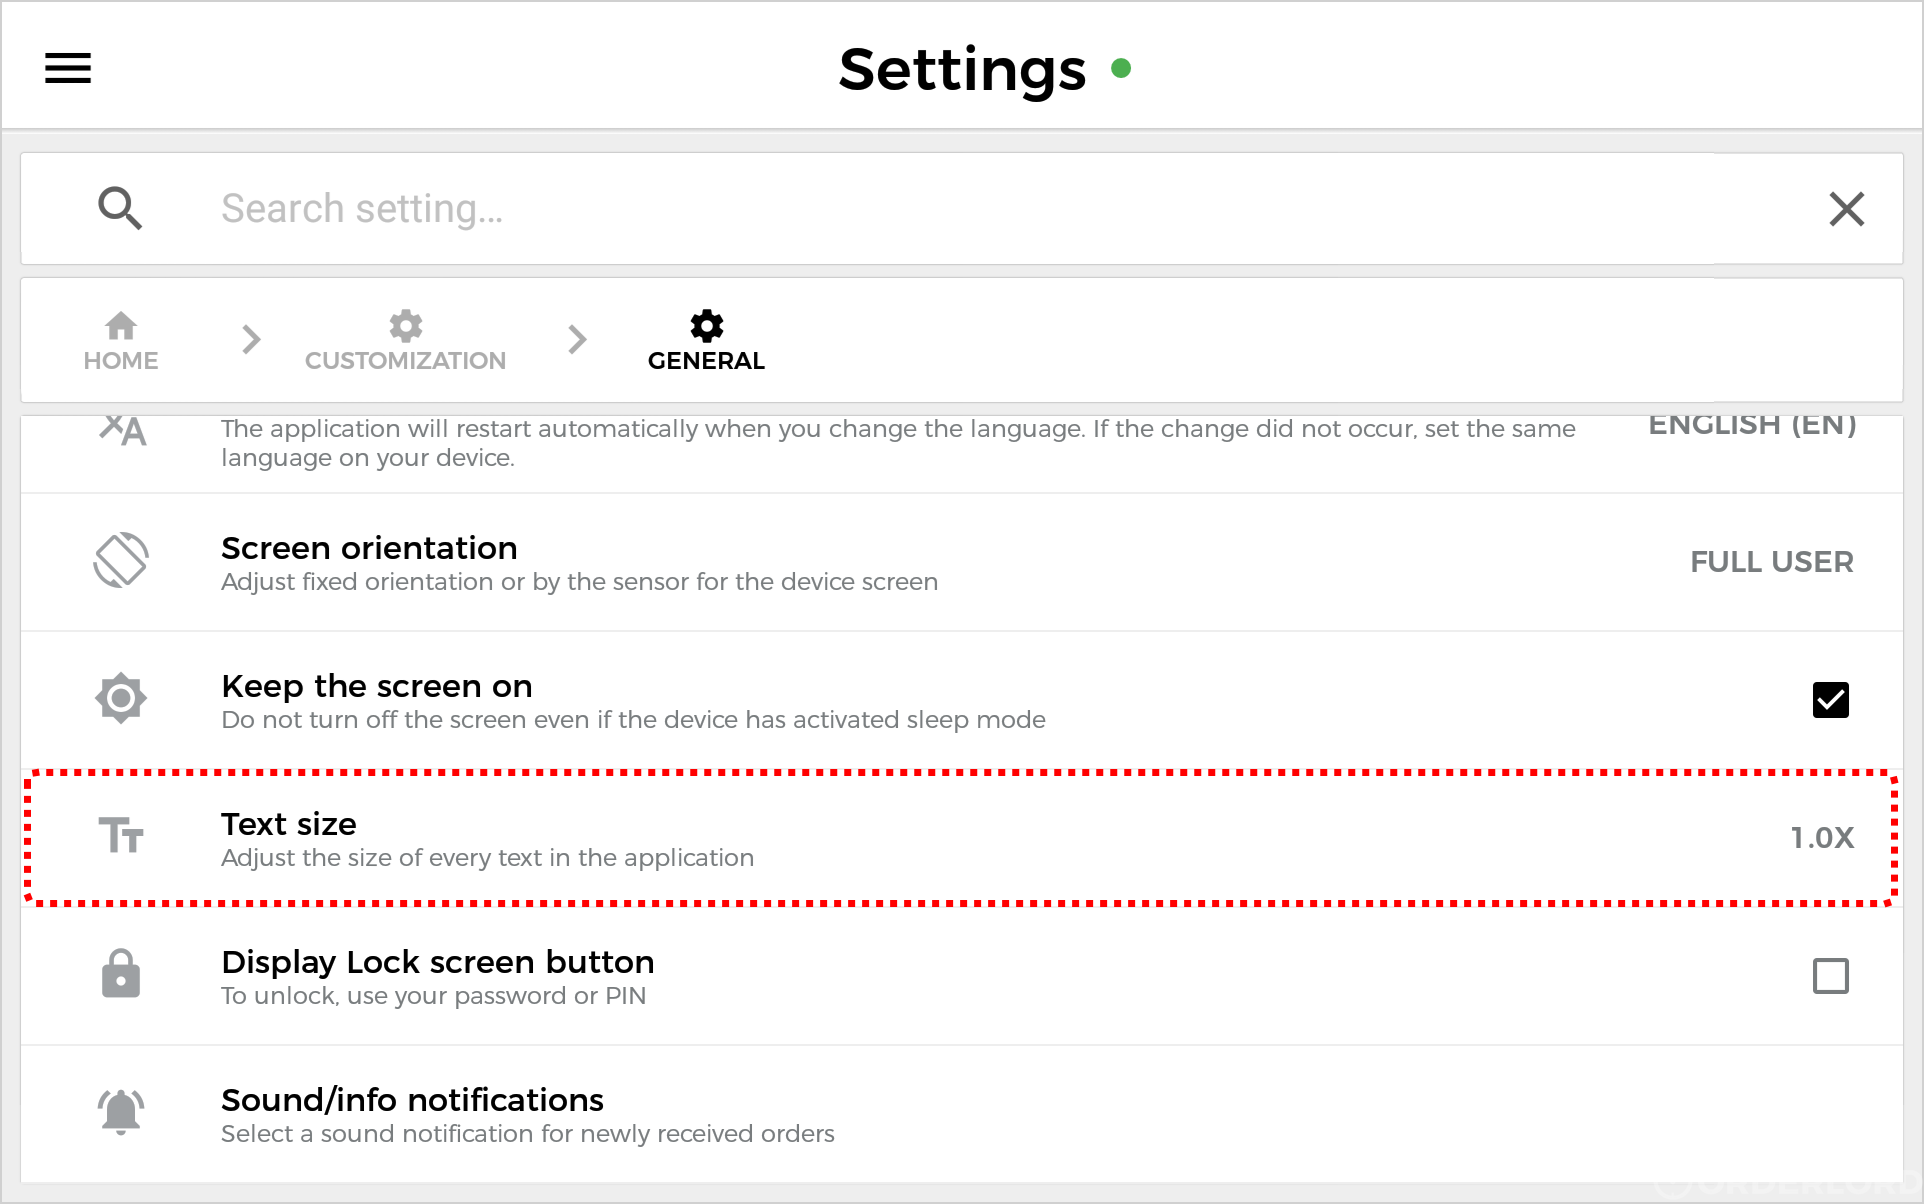 Settings
Search setting...
HOME
CUSTOMIZATION
GENERAL
The application will restart automatically when you change the language. If the change did not occur, set the same
language on your device.
ENGLISH (EN)
Screen orientation
Adjust fixed orientation or by the sensor for the device screen
FULL USER
Keep the screen on
Do not turn off the screen even if the device has activated sleep mode
Text size
Adjust the size of every text in the application
1.0X
Display Lock screen button
To unlock, use your password or PIN
Sound/info notifications
Select a sound notification for newly received orders
ORDERLORD